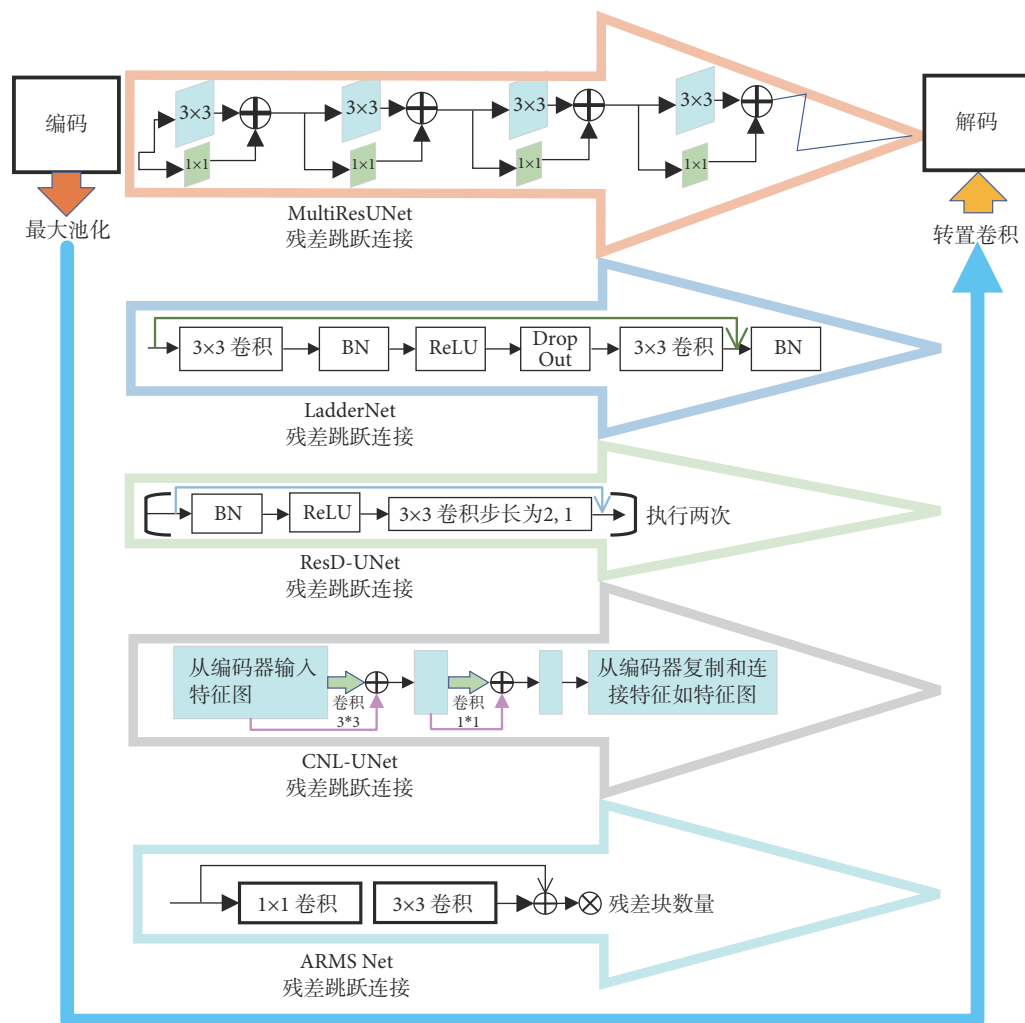 编码
最大池化
3×3
1×1
3×3
1×1
3×3
1×1
3×3
1×1
解码
转置卷积
MultiResUNet
残差跳跃连接
3×3 卷积
BN
ReLU
Drop
Out
3×3 卷积
BN
LadderNet
残差跳跃连接
BN
ReLU
3×3 卷积步长为2, 1
执行两次
ResD-UNet
残差跳跃连接
从编码器输入
特征图
卷积
3*3
卷积
1*1
从编码器复制和连
接特征如特征图
CNL-UNet
残差跳跃连接
1×1 卷积
3×3 卷积
残差块数量
ARMS Net
残差跳跃连接